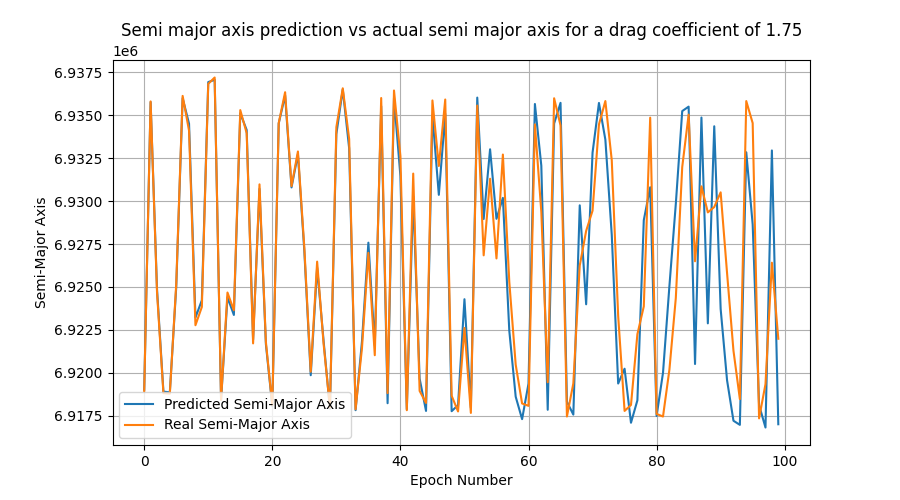 Semi major axis prediction vs actual semi major axis for a drag coefficient of 1.75
1e6
6.9375
6.9350
6.9325
6.9300
6.9275
6.9250
6.9225
6.9200
6.9175
Semi-Major Axis
Predicted Semi-Major Axis
Real Semi-Major Axis
0 20 40 60 80 100
Epoch Number